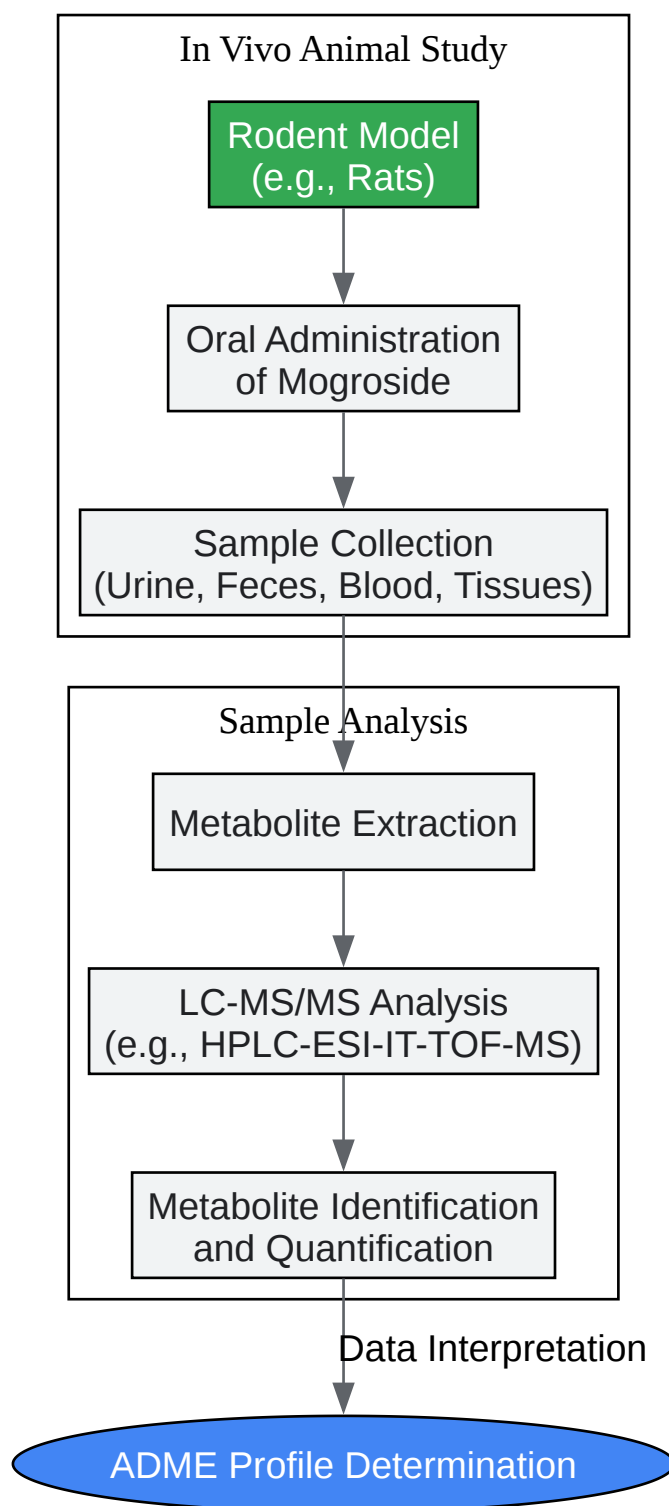 In Vivo Animal Study
Rodent Model
(e.g., Rats)
Oral Administration
of Mogroside
Sample Collection
(Urine, Feces, Blood, Tissues)
Sample Analysis
Metabolite Extraction
LC-MS/MS Analysis
(e.g., HPLC-ESI-IT-TOF-MS)
Metabolite Identification
and Quantification
Data Interpretation
ADME Profile Determination